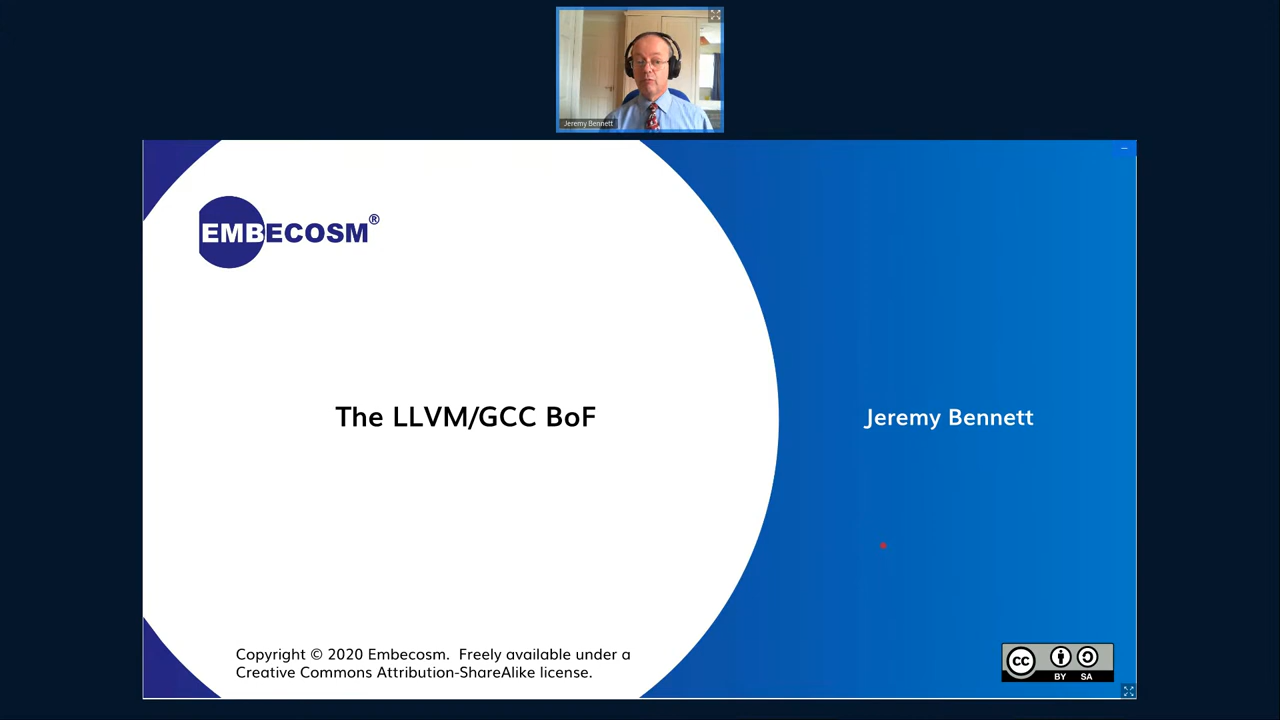 Jeremy Bennett
EMBECOSM®
The LLVM/GCC BoF
Jeremy Bennett
Copyright © 2020 Embecosm. Freely available under a
Creative Commons Attribution-ShareAlike license.
cc
BY SA